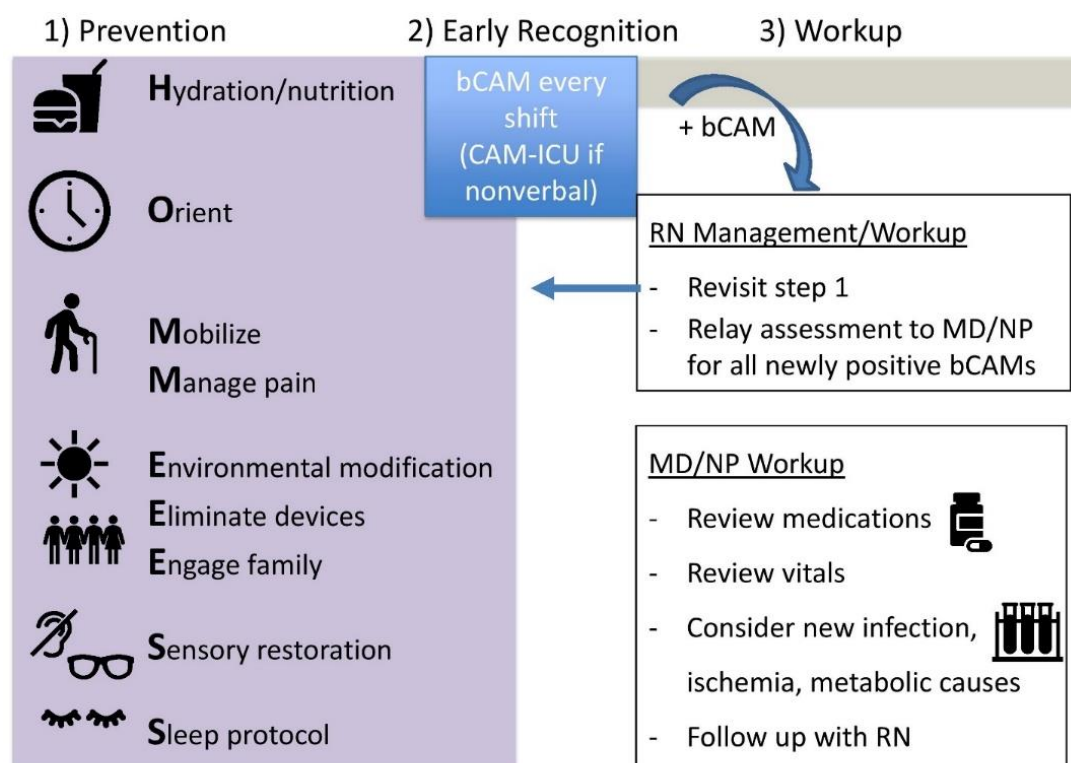 1) Prevention
2) Early Recognition
3) Workup
Hydration/nutrition
Orient
Mobilize
Manage pain
Environmental modification
Eliminate devices
Engage family
Sensory restoration
Sleep protocol
bCAM every
shift
(CAM-ICU if
nonverbal)
+ bCAM
RN Management/Workup
- Revisit step 1
- Relay assessment to MD/NP
for all newly positive bCAMs
MD/NP Workup
- Review medications
- Review vitals
- Consider new infection,
ischemia, metabolic causes
- Follow up with RN